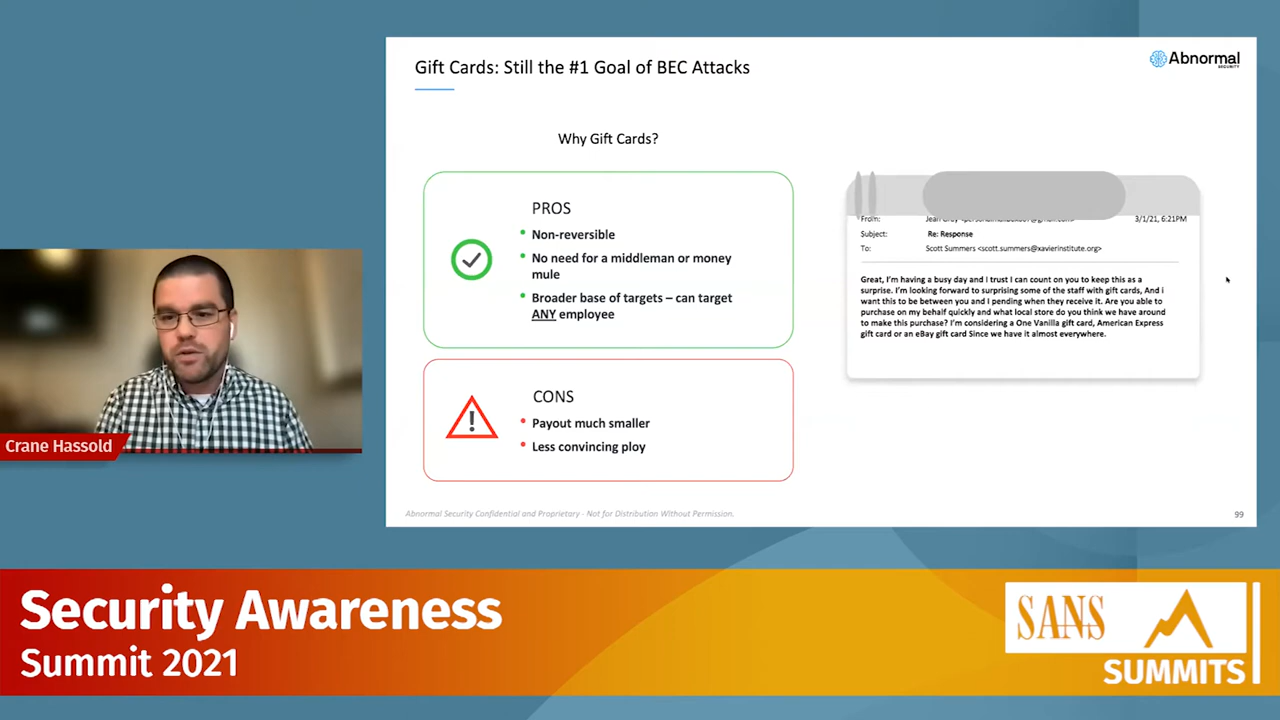 Gift Cards: Still the #1 Goal of BEC Attacks
Abnormal
SECURITY
Why Gift Cards?
PROS
Non-reversible
No need for a middleman or money
mule
Broader base of targets – can target
ANY employee
CONS
Payout much smaller
Less convincing ploy
From:
3/1/21, 6:21PM
Subject: Re: Response
To: Scott Summers <scott.summers@xavierinstitute.org>
Great, I'm having a busy day and i trust I can count on you to keep this as a
surprise. I'm looking forward to surprising some of the staff with gift cards, And i
want this to be between you and I pending when they receive it. Are you able to
purchase on my behalf quickly and what local store do you think we have around
to make this purchase? I'm considering a One Vanilla gift card, American Express
gift card or an eBay gift card Since we have it almost everywhere.
Abnormal Security Confidential and Proprietary - Not for Distribution Without Permission.
99
Crane Hassold
Security Awareness
Summit 2021
SANS
SUMMITS